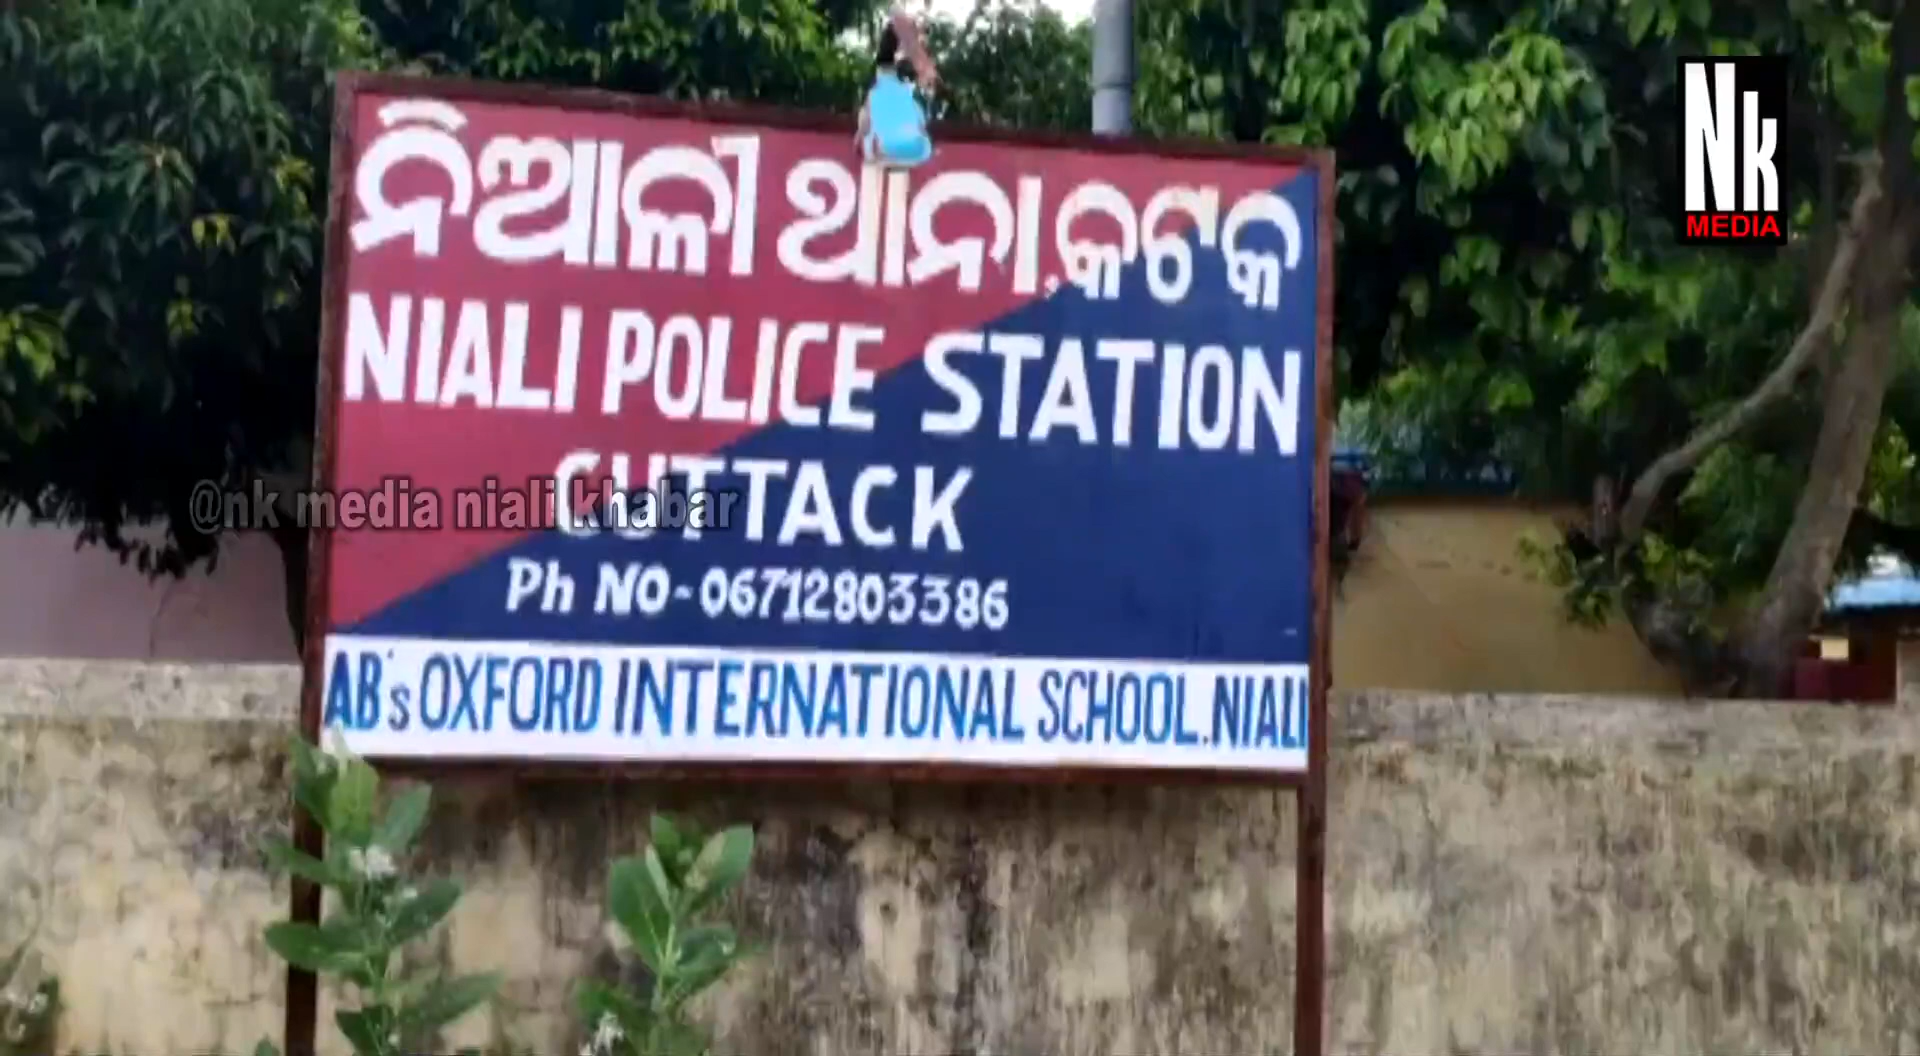 ନିଆଳୀ ଥାନା,କଟକ
NIALI POLICE STATION
CUTTACK
Ph NO-06712803386
AB's OXFORD INTERNATIONAL SCHOOL.NIALI
@nk media niali khabar
Nk
MEDIA